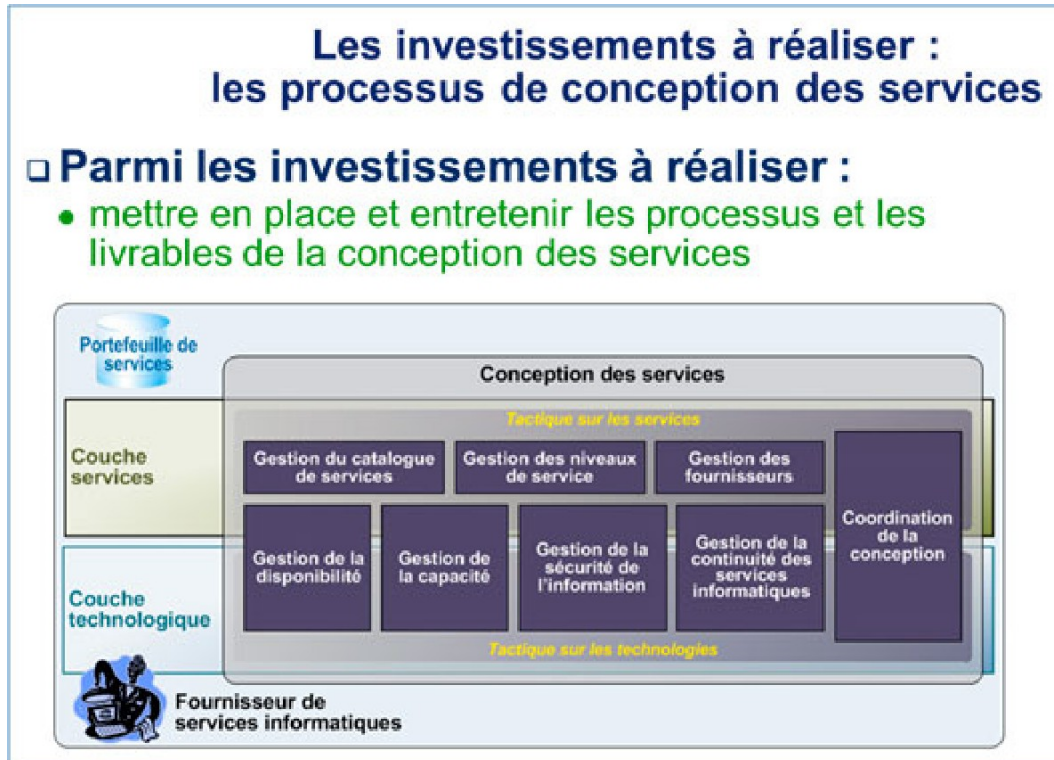 Les investissements à réaliser :
les processus de conception des services
Parmi les investissements à réaliser :
mettre en place et entretenir les processus et les
livrables de la conception des services
Portefeuille de
services
Conception des services
Tactique sur les services
Couche
services
Gestion du catalogue
de services
Gestion des niveaux
de service
Gestion des
fournisseurs
Coordination
de la
conception
Gestion de la
disponibilité
Gestion de
la capacité
Gestion de la
sécurité de
l'information
Gestion de la
continuité des
services
informatiques
Couche
technologique
Tactique sur les technologies
Fournisseur de
services informatiques